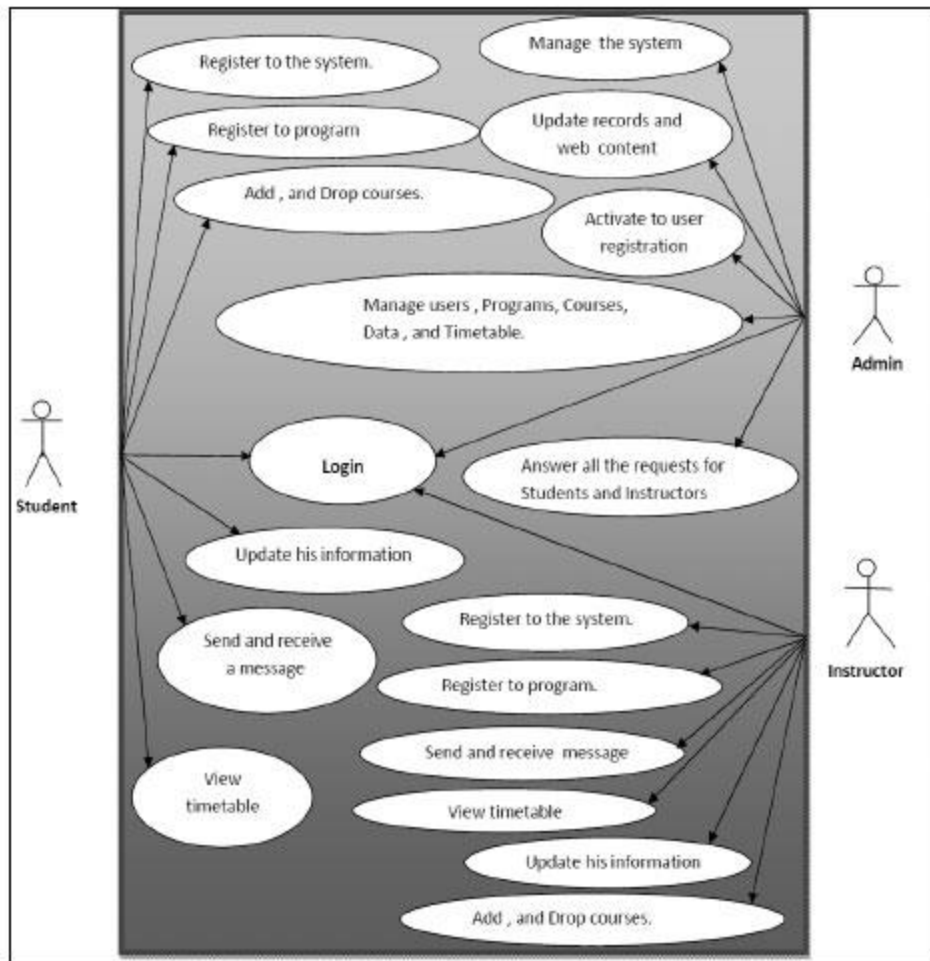 Register to the system.
Manage the system
Register to program
Update records and
web content
Add , and Drop courses.
Activate to user
registration
Manage users , Programs, Courses,
Data , and Timetable.
Admin
Login
Answer all the requests for
Students and Instructors
Student
Update his information
Register to the system.
Send and receive
a message
Instructor
Register to program.
Send and receive message
View
timetable
View timetable
Update his information
Add , and Drop courses.